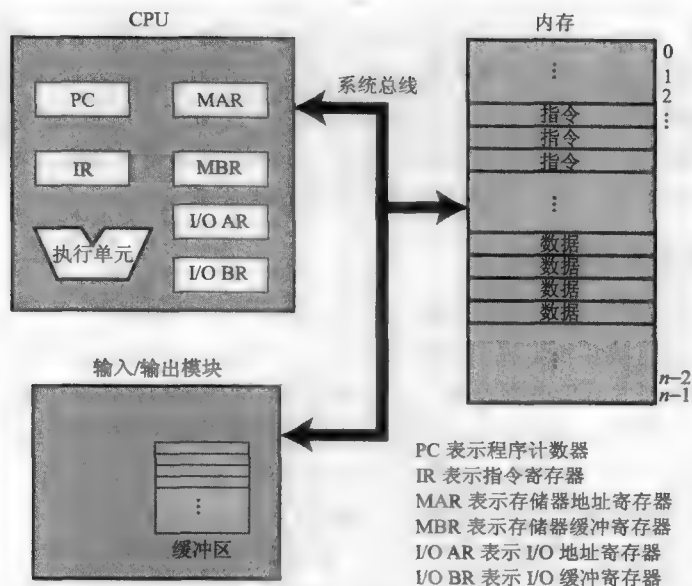 CPU
PC
MAR
IR
MBR
I/O AR
执行单元
I/O BR
系统总线
内存
0
1
2
⋮
⋮
指令
指令
指令
⋮
数据
数据
数据
数据
⋮
n−2
n−1
输入/输出模块
⋮
缓冲区
PC 表示程序计数器
IR 表示指令寄存器
MAR 表示存储器地址寄存器
MBR 表示存储器缓冲寄存器
I/O AR 表示 I/O 地址寄存器
I/O BR 表示 I/O 缓冲寄存器